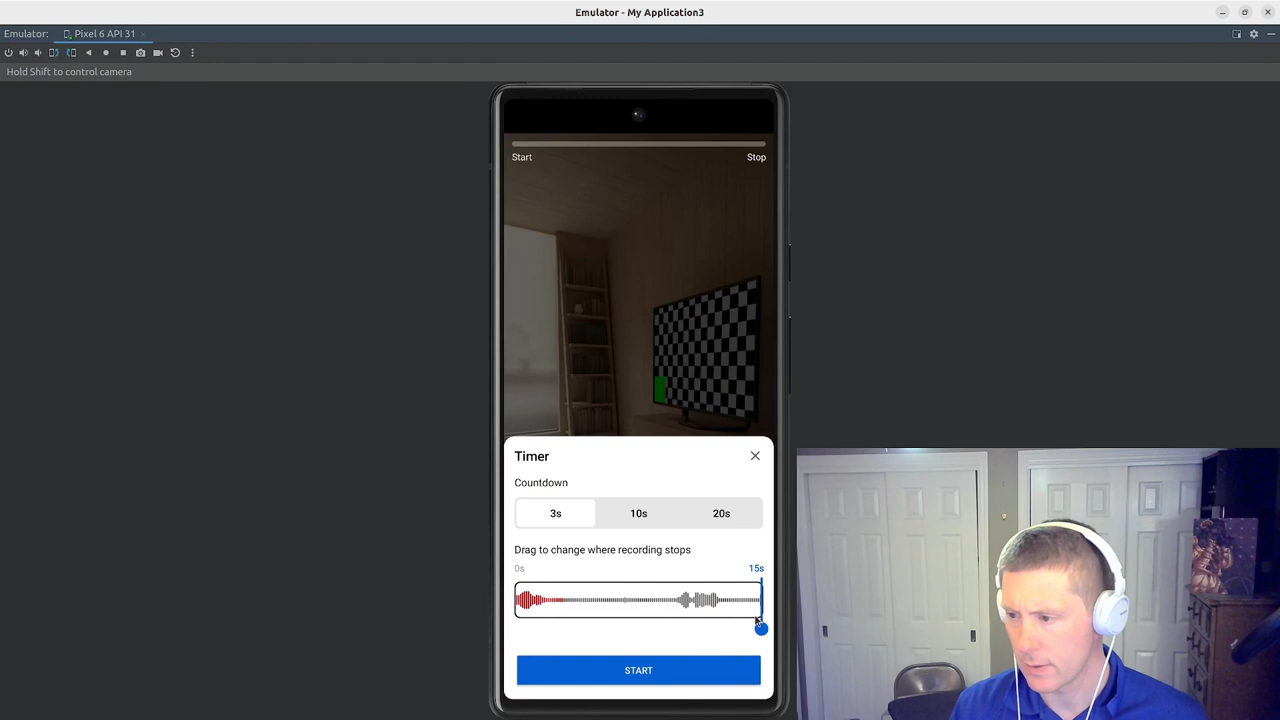 Emulator - My Application3
Emulator: Pixel 6 API 31
Hold Shift to control camera
Start Stop
Timer
Countdown
3s 10s 20s
Drag to change where recording stops
0s 15s
START